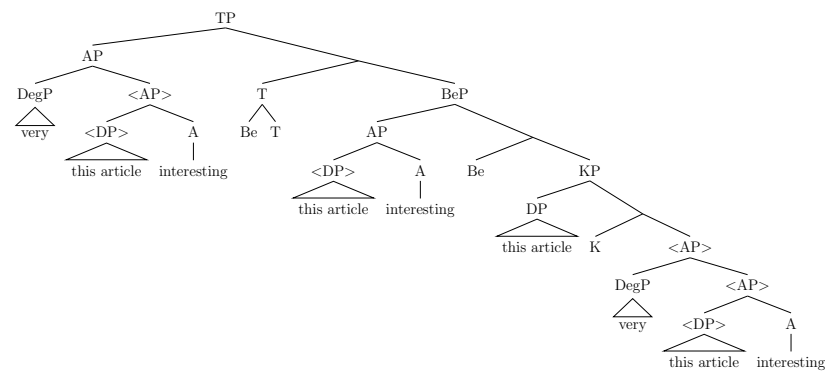 TP
AP
DegP <AP> T BeP
very <DP> A Be T AP
this article interesting <DP> A Be KP
this article interesting DP
this article K <AP>
DegP <AP>
very <DP> A
this article interesting